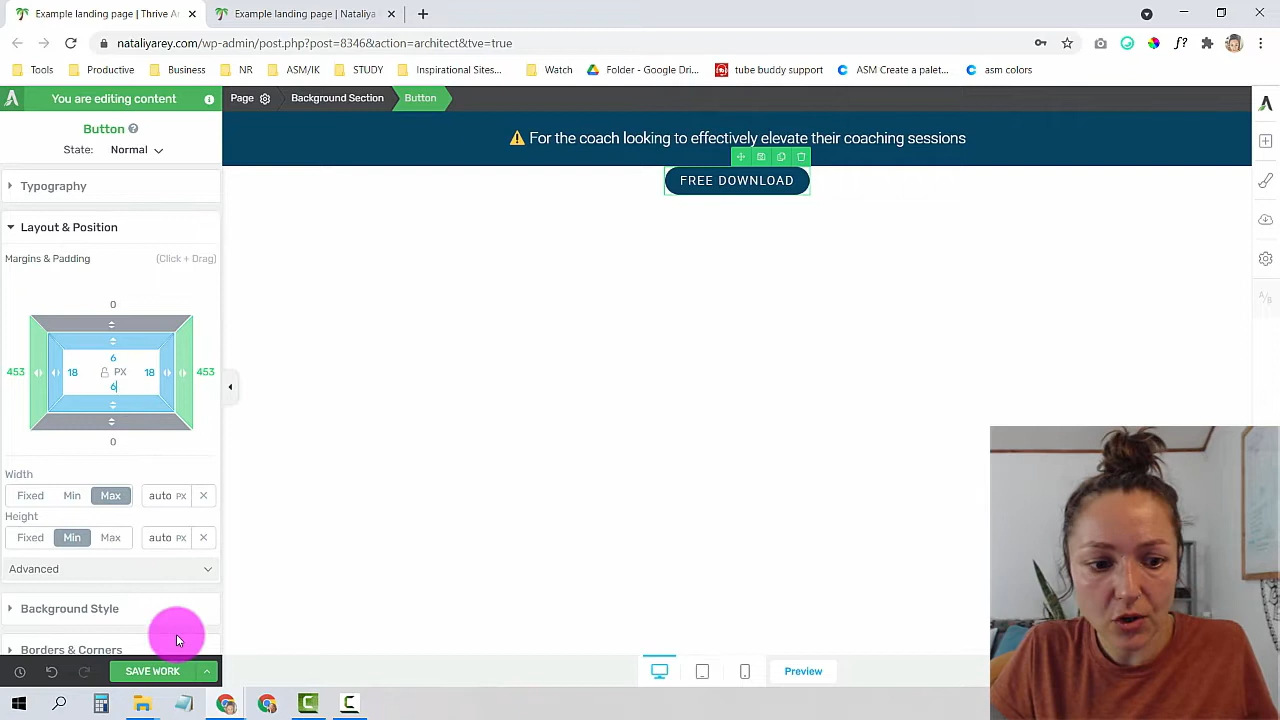 Example landing page | Thrive Ar
Example landing page | Nataliya
nataliyarey.com/wp-admin/post.php?post=8346&action=architect&tve=true
Tools
Productive
Business
NR
ASM/IK
STUDY
Inspirational Sites...
Watch
Folder - Google Dri...
tube buddy support
ASM Create a palet...
asm colors
You are editing content
Page
Background Section
Button
Button
State: Normal
⚠ For the coach looking to effectively elevate their coaching sessions
FREE DOWNLOAD
Typography
Layout & Position
Margins & Padding (Click + Drag)
0
6
453 18 PX 18 453
6
0
Width
Fixed Min Max auto PX
Height
Fixed Min Max auto PX
Advanced
Background Style
Borders & Corners
SAVE WORK
Preview